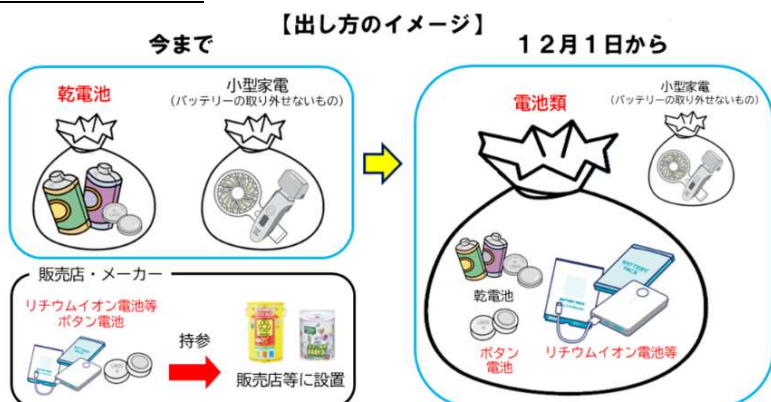 【出し方のイメージ】
今まで
乾電池
小型家電
(バッテリーの取り外せないもの)
販売店・メーカー
リチウムイオン電池等
ボタン電池
持参
販売店等に設置
12月1日から
電池類
小型家電
(バッテリーの取り外せないもの)
乾電池
ボタン
電池
リチウムイオン電池等
BATTERY
PACK
BATTERY PACK